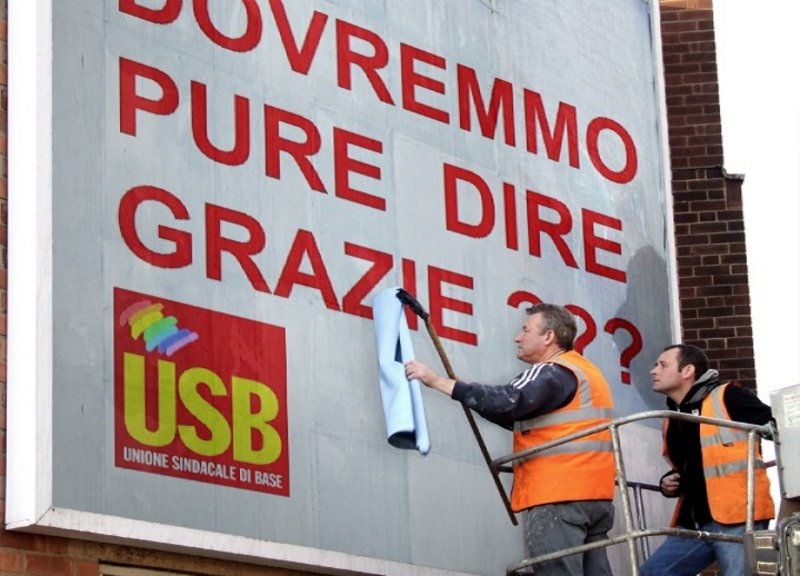 DOVREMMO
PURE DIRE
GRAZIE ???
USB
UNIONE SINDACALE DI BASE